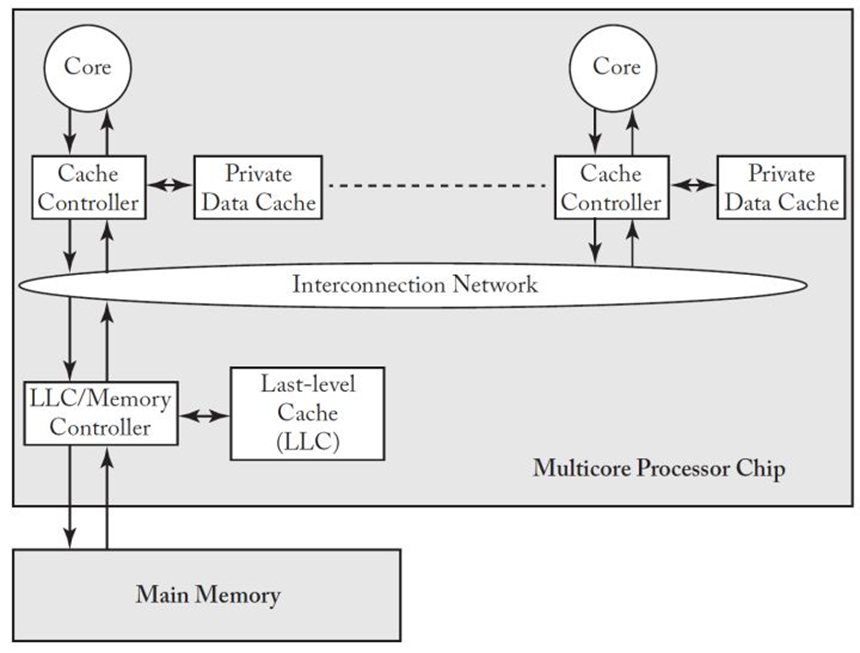 Core
Core
Cache
Controller
Private
Data Cache
Cache
Controller
Private
Data Cache
Interconnection Network
LLC/Memory
Controller
Last-level
Cache
(LLC)
Multicore Processor Chip
Main Memory